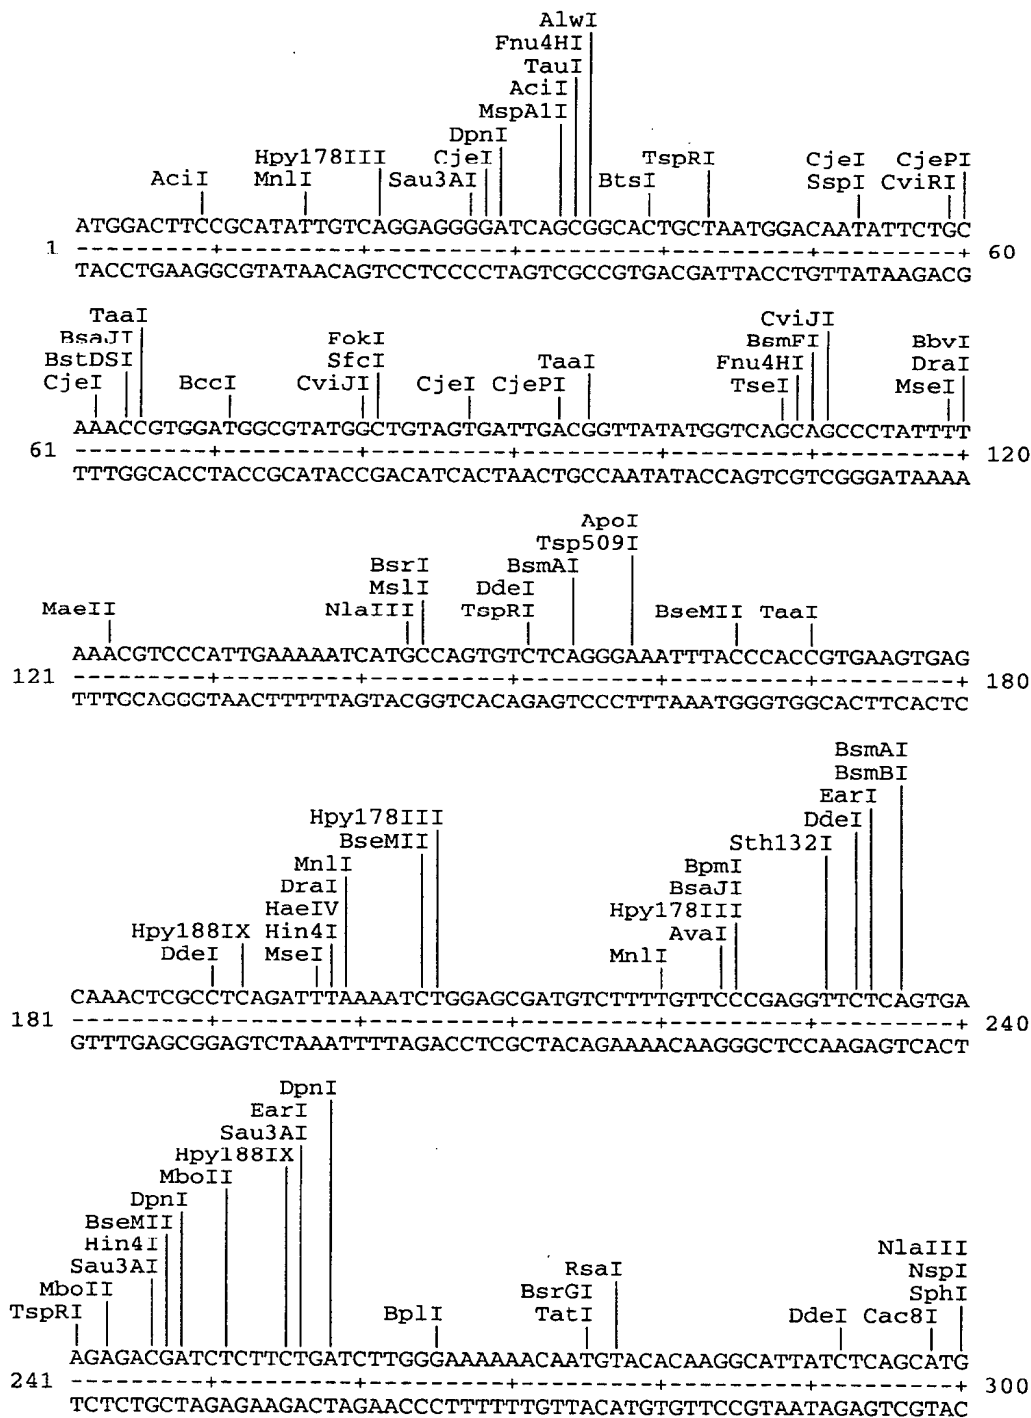 AlwI
Fnu4HI
TauI
AciI
MspA1I
DpnI
Hpy178III CjeI TspRI CjeI CjePI
AciI MnlI Sau3AI BtsI SspI CviRI
ATGGACTTCCGCATATTGTCAGGAGGGGATCAGCGGCACTGCTAATGGACAATATTCTGC
1 ---------+---------+---------+---------+---------+---------+ 60
TACCTGAAGGCGTATAACAGTCCTCCCCTAGTCGCCGTGACGATTACCTGTTATAAGACG
TaaI CviJI
BsaJI FokI BsmFI BbvI
BstDSI SfcI TaaI Fnu4HI DraI
CjeI BccI CviJI CjeI CjePI TseI MseI
AAACCGTGGATGGCGTATGGCTGTAGTGATTGACGGTTATATGGTCAGCAGCCCTATTTT
61 ---------+---------+---------+---------+---------+---------+ 120
TTTGGCACCTACCGCATACCGACATCACTAACTGCCAATATACCAGTCGTCGGGATAAAA
ApoI
Tsp509I
BsrI BsmAI
MslI DdeI
MaeII NlaIII TspRI BseMII TaaI
AAACGTCCCATTGAAAAATCATGCCAGTGTCTCAGGGAAATTTACCCACCGTGAAGTGAG
121 ---------+---------+---------+---------+---------+---------+ 180
TTTGCAGGGTAACTTTTTAGTACGGTCACAGAGTCCCTTTAAATGGGTGGCACTTCACTC
BsmAI
BsmBI
EarI
Hpy178III DdeI
BseMII Sth132I
MnlI BpmI
DraI BsaJI
HaeIV Hpy178III
Hpy188IX Hin4I AvaI
DdeI MseI MnlI
CAAACTCGCCTCAGATTTAAAATCTGGAGCGATGTCTTTTGTTCCCGAGGTTCTCAGTGA
181 ---------+---------+---------+---------+---------+---------+ 240
GTTTGAGCGGAGTCTAAATTTTAGACCTCGCTACAGAAAACAAGGGCTCCAAGAGTCACT
DpnI
EarI
Sau3AI
Hpy188IX
MboII
DpnI
BseMII
Hin4I NlaIII
Sau3AI RsaI NspI
MboII BsrGI SphI
TspRI BplI TatI DdeI Cac8I
AGAGACGATCTCTTCTGATCTTGGGAAAAAACAATGTACACAAGGCATTATCTCAGCATG
241 ---------+---------+---------+---------+---------+---------+ 300
TCTCTGCTAGAGAAGACTAGAACCCTTTTTTGTTACATGTGTTCCGTAATAGAGTCGTAC